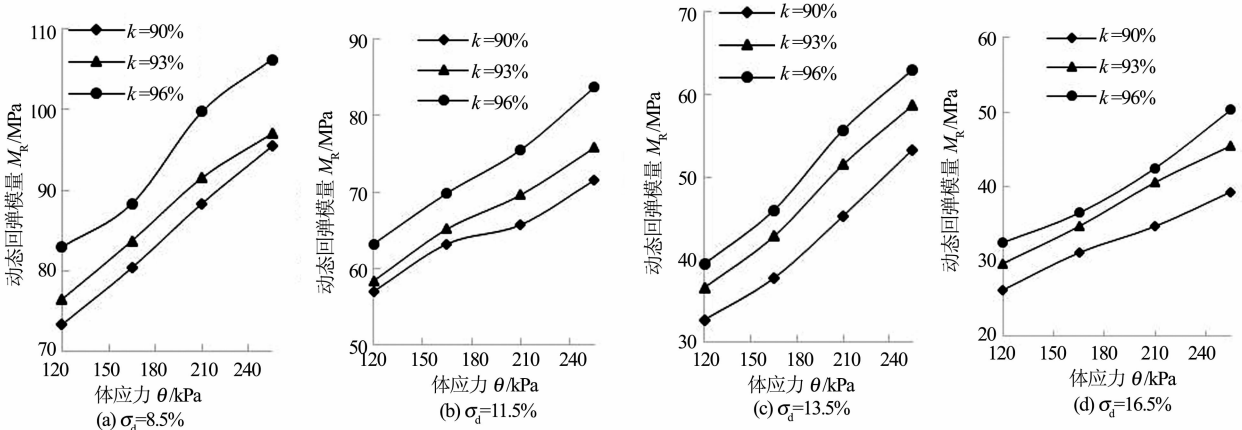 110
100
90
80
70
k=90%
k=93%
k=96%
动态回弹模量 MR/MPa
120 150 180 210 240
体应力 θ/kPa
(a) σd=8.5%
90
80
70
60
50
k=90%
k=93%
k=96%
动态回弹模量 MR/MPa
120 150 180 210 240
体应力 θ/kPa
(b) σd=11.5%
70
60
50
40
30
k=90%
k=93%
k=96%
动态回弹模量 MR/MPa
120 150 180 210 240
体应力 θ/kPa
(c) σd=13.5%
60
50
40
30
20
k=90%
k=93%
k=96%
动态回弹模量 MR/MPa
120 150 180 210 240
体应力 θ/kPa
(d) σd=16.5%